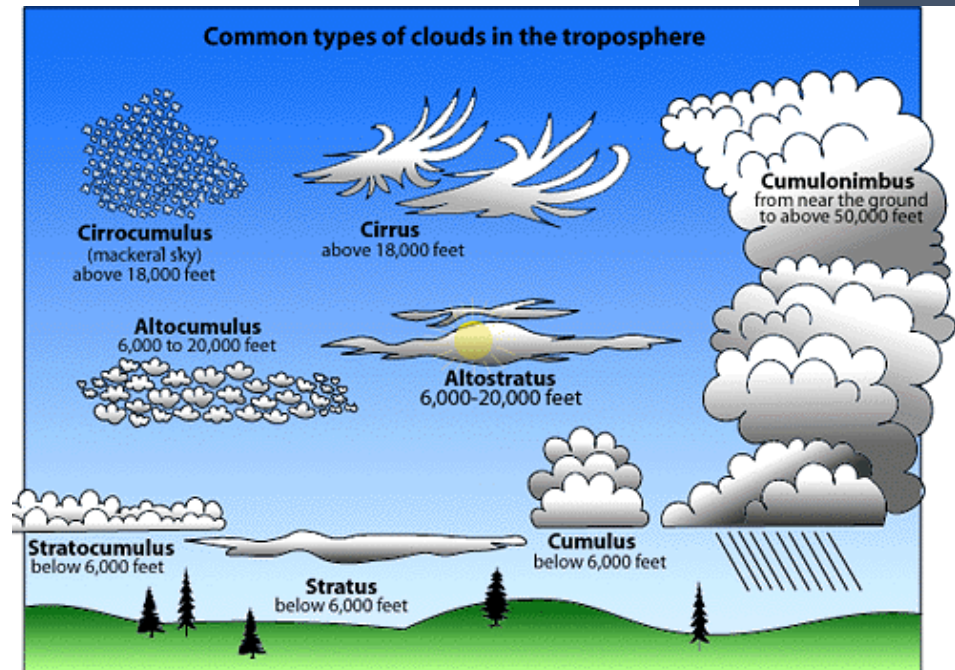 Common types of clouds in the troposphere
Cirrocumulus
(mackeral sky)
above 18,000 feet
Cirrus
above 18,000 feet
Cumulonimbus
from near the ground
to above 50,000 feet
Altocumulus
6,000 to 20,000 feet
Altostratus
6,000-20,000 feet
Stratocumulus
below 6,000 feet
Stratus
below 6,000 feet
Cumulus
below 6,000 feet